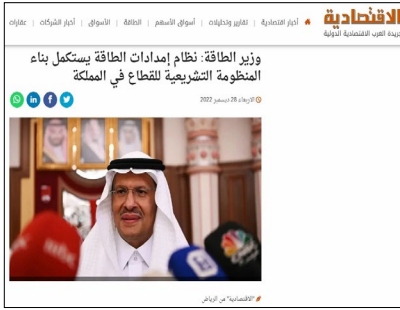 الاقتصادية
جريدة العرب الاقتصادية الدولية
أخبار اقتصادية | تقارير وتحليلات | أسواق الأسهم | الطاقة | الأسواق | أخبار الشركات | عقارات
وزير الطاقة: نظام إمدادات الطاقة يستكمل بناء
المنظومة التشريعية للقطاع في المملكة
الاربعاء 28 ديسمبر 2022
"الاقتصادية" من الرياض